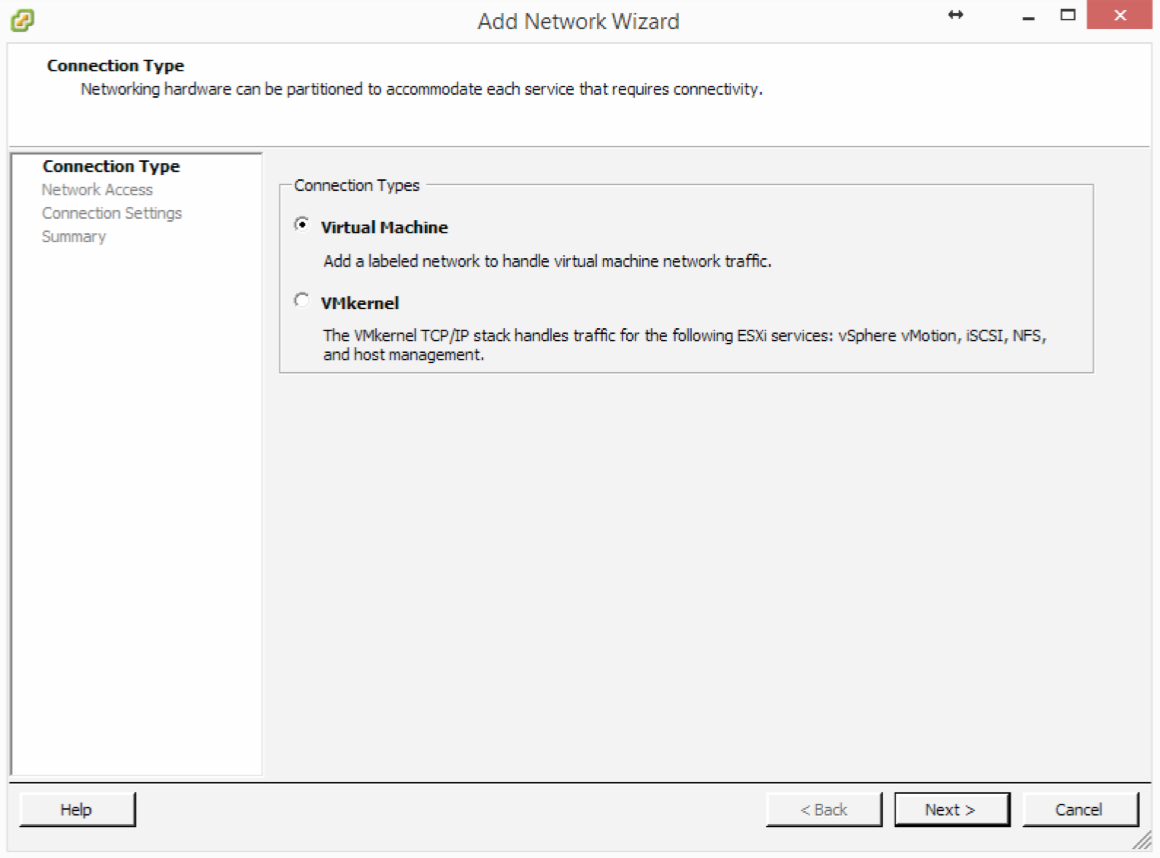 Add Network Wizard
Connection Type
Networking hardware can be partitioned to accommodate each service that requires connectivity.
Connection Type
Network Access
Connection Settings
Summary
Connection Types
Virtual Machine
Add a labeled network to handle virtual machine network traffic.
VMkernel
The VMkernel TCP/IP stack handles traffic for the following ESXi services: vSphere vMotion, iSCSI, NFS,
and host management.
Help
< Back
Next >
Cancel